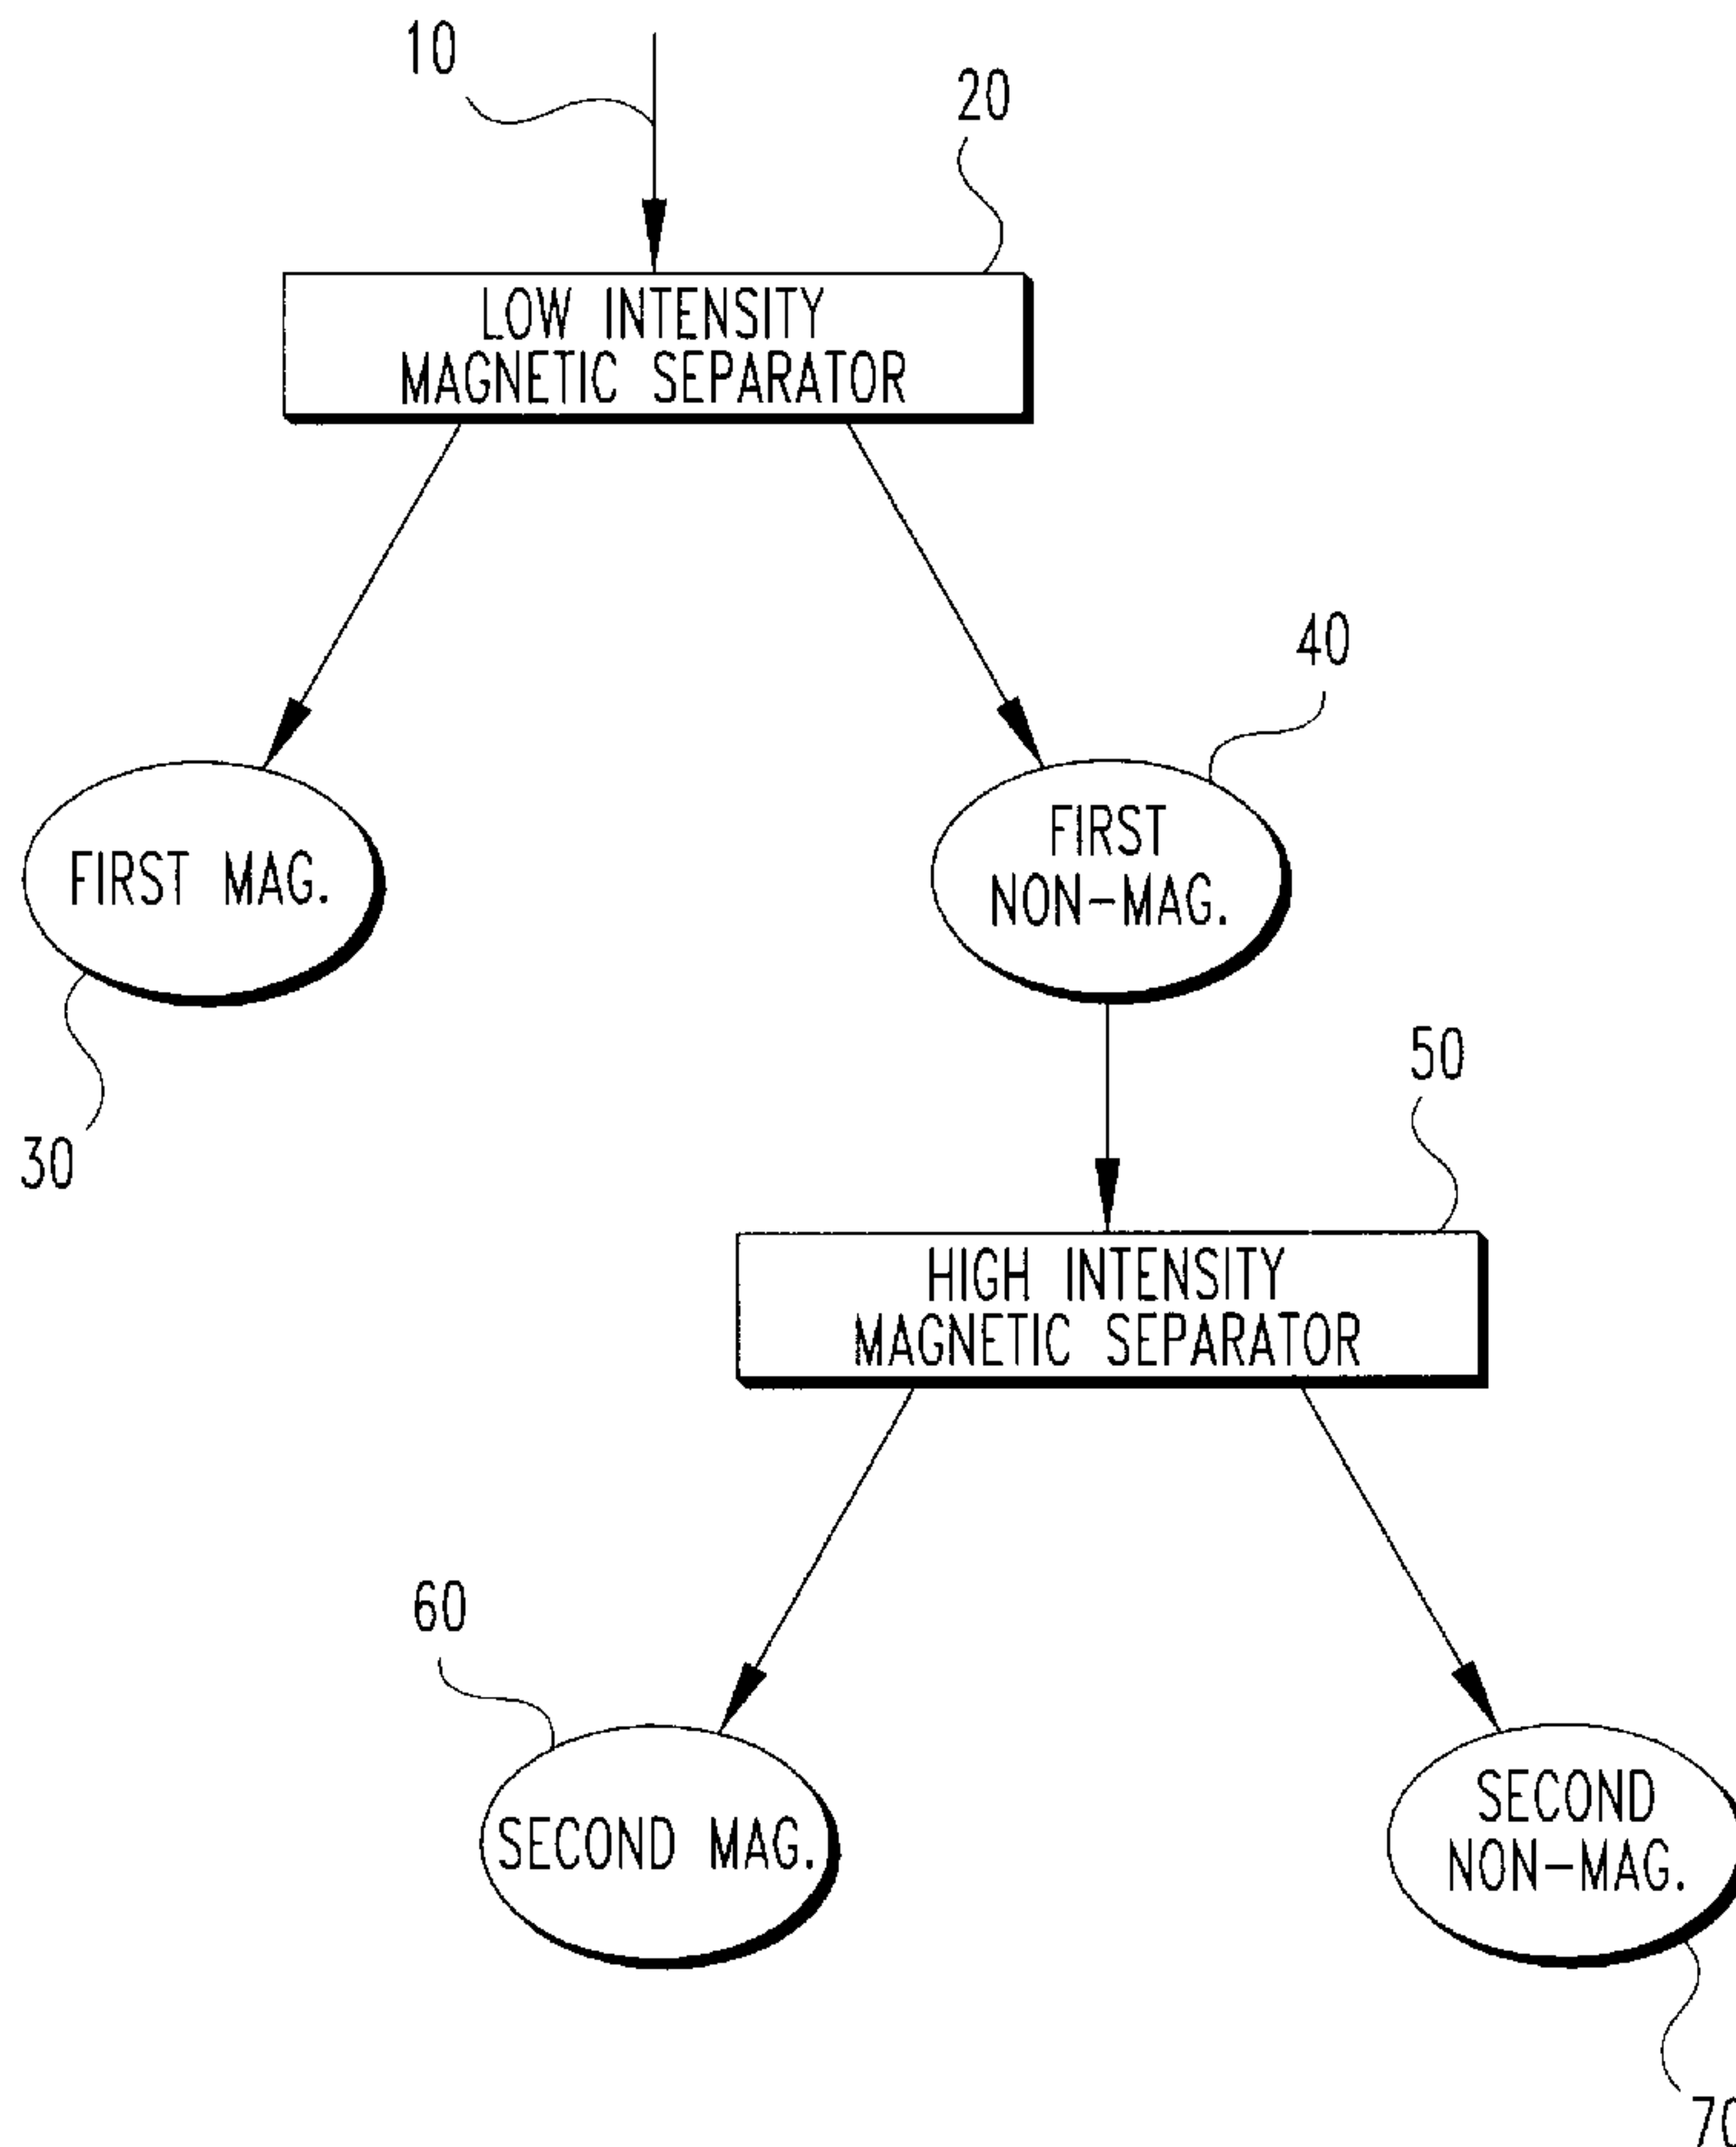 10
20
LOW INTENSITY
MAGNETIC SEPARATOR
40
FIRST MAG.
FIRST
NON-MAG.
30
50
HIGH INTENSITY
MAGNETIC SEPARATOR
60
SECOND MAG.
SECOND
NON-MAG.
70